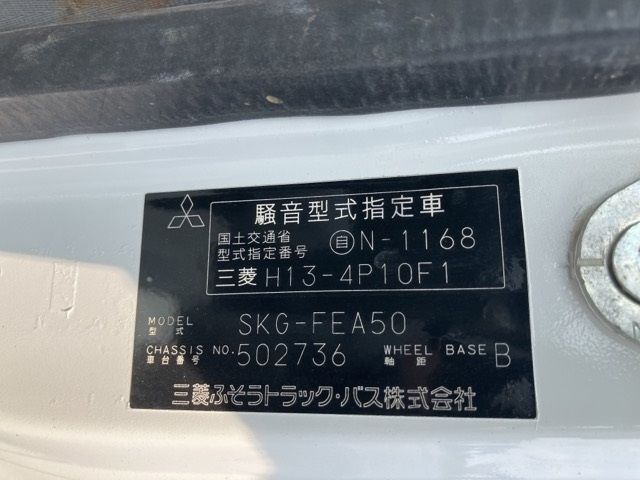 騒音型式指定車
国土交通省
型式指定番号 自N-1168
三菱 H13-4P10F1
MODEL
型式 SKG-FEA50
CHASSIS NO. 502736 WHEEL BASE B
車台番号 軸距
三菱ふそうトラック・バス株式会社